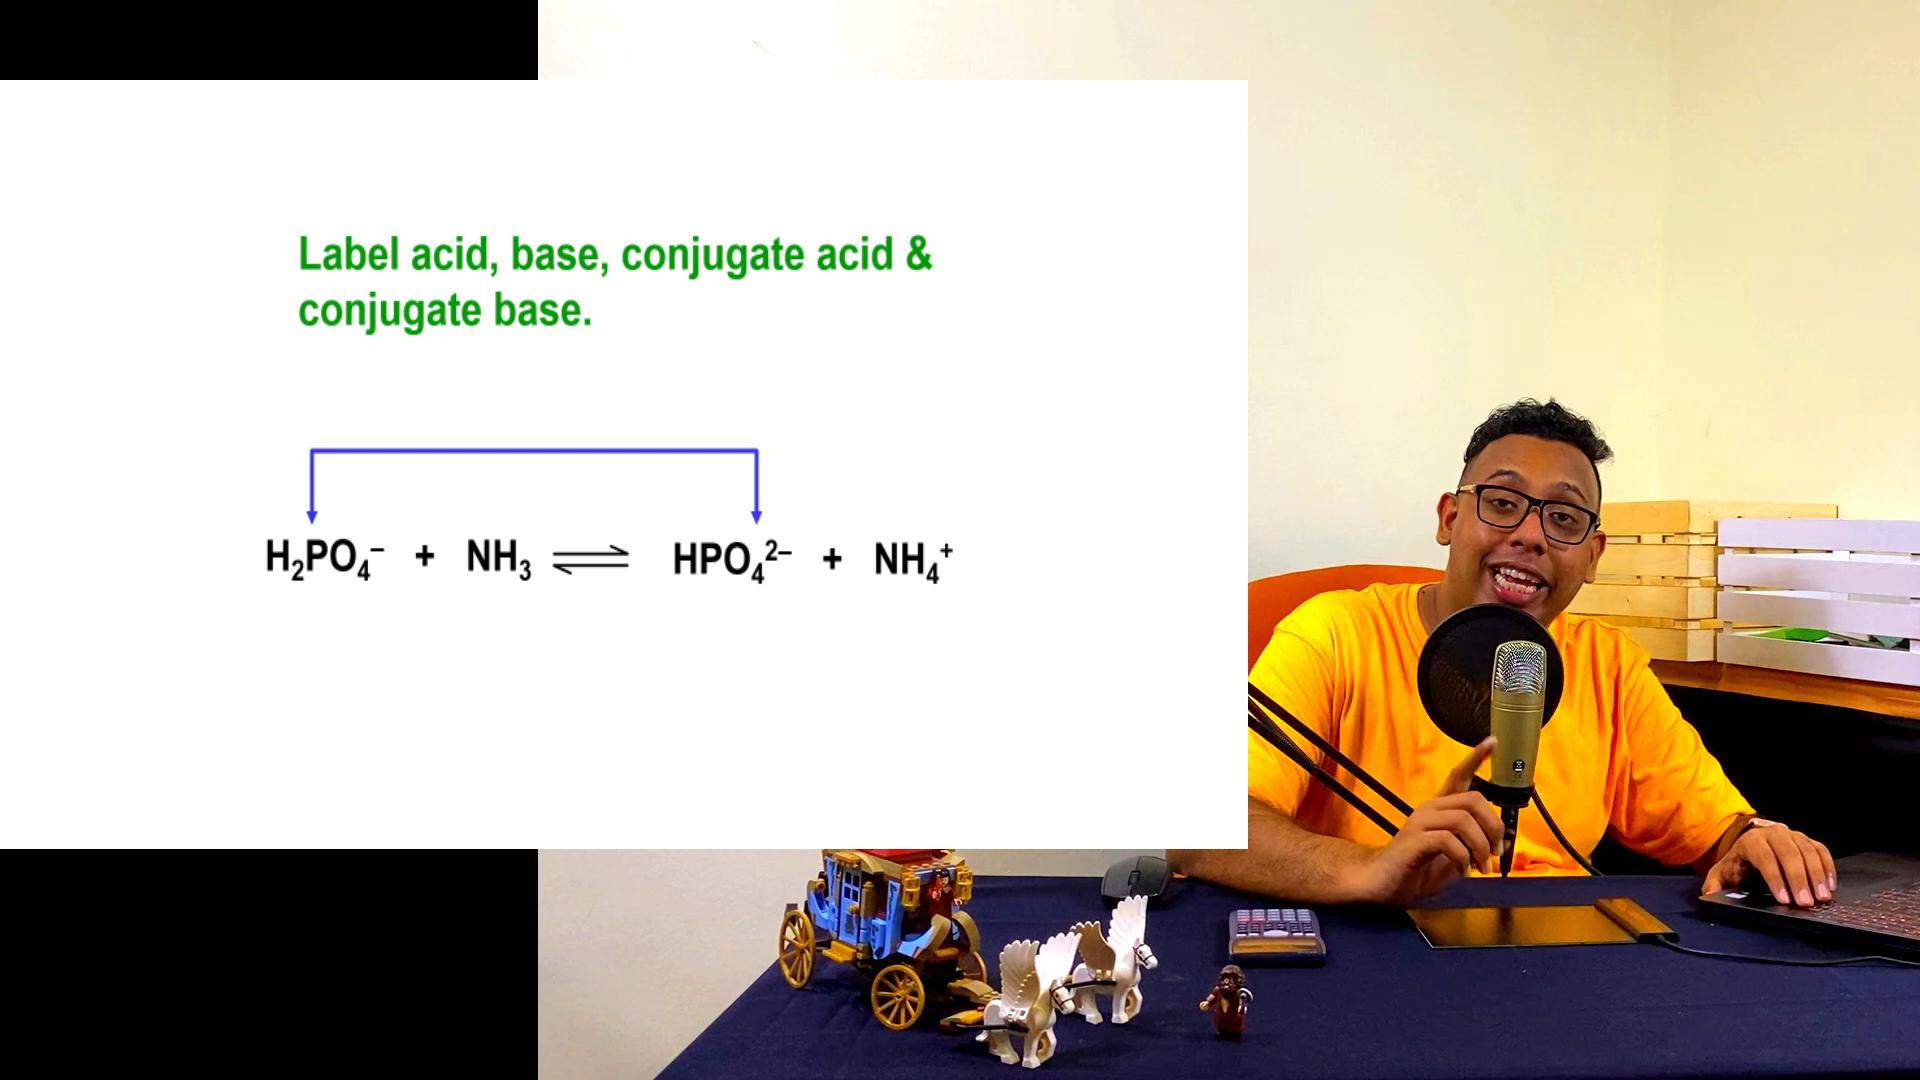 Label acid, base, conjugate acid &
conjugate base.
H₂PO₄⁻ + NH₃ ⇌ HPO₄²⁻ + NH₄⁺